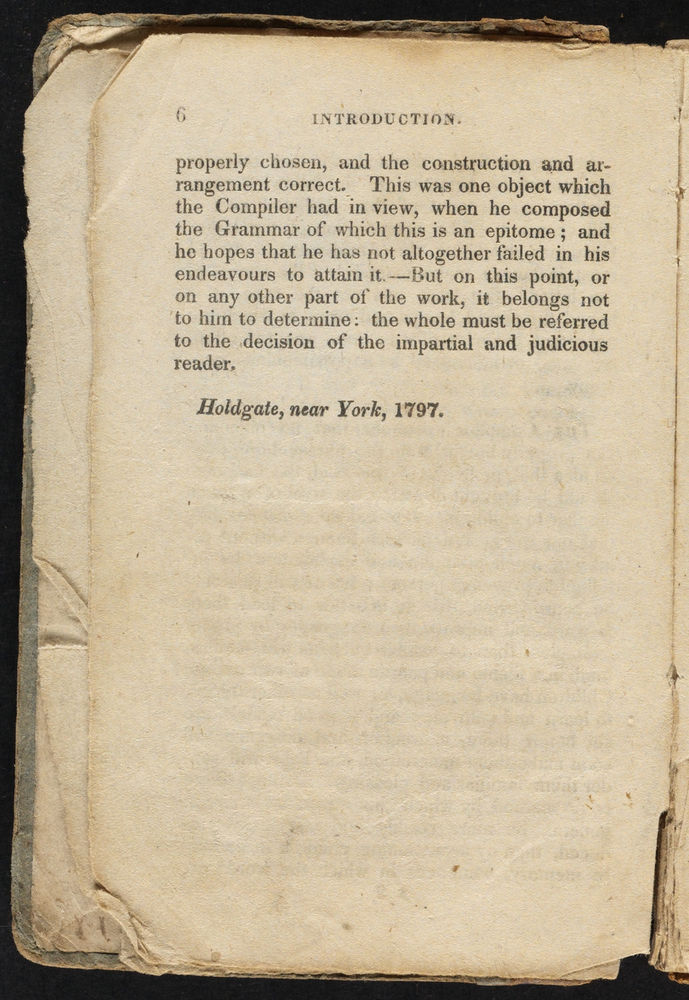 6
INTRODUCTION.
properly chosen, and the construction and ar-
rangement correct. This was one object which
the Compiler had in view, when he composed
the Grammar of which this is an epitome; and
he hopes that he has not altogether failed in his
endeavours to attain it.—But on this point, or
on any other part of the work, it belongs not
to him to determine: the whole must be referred
to the decision of the impartial and judicious
reader.
Holdgate, near York, 1797.